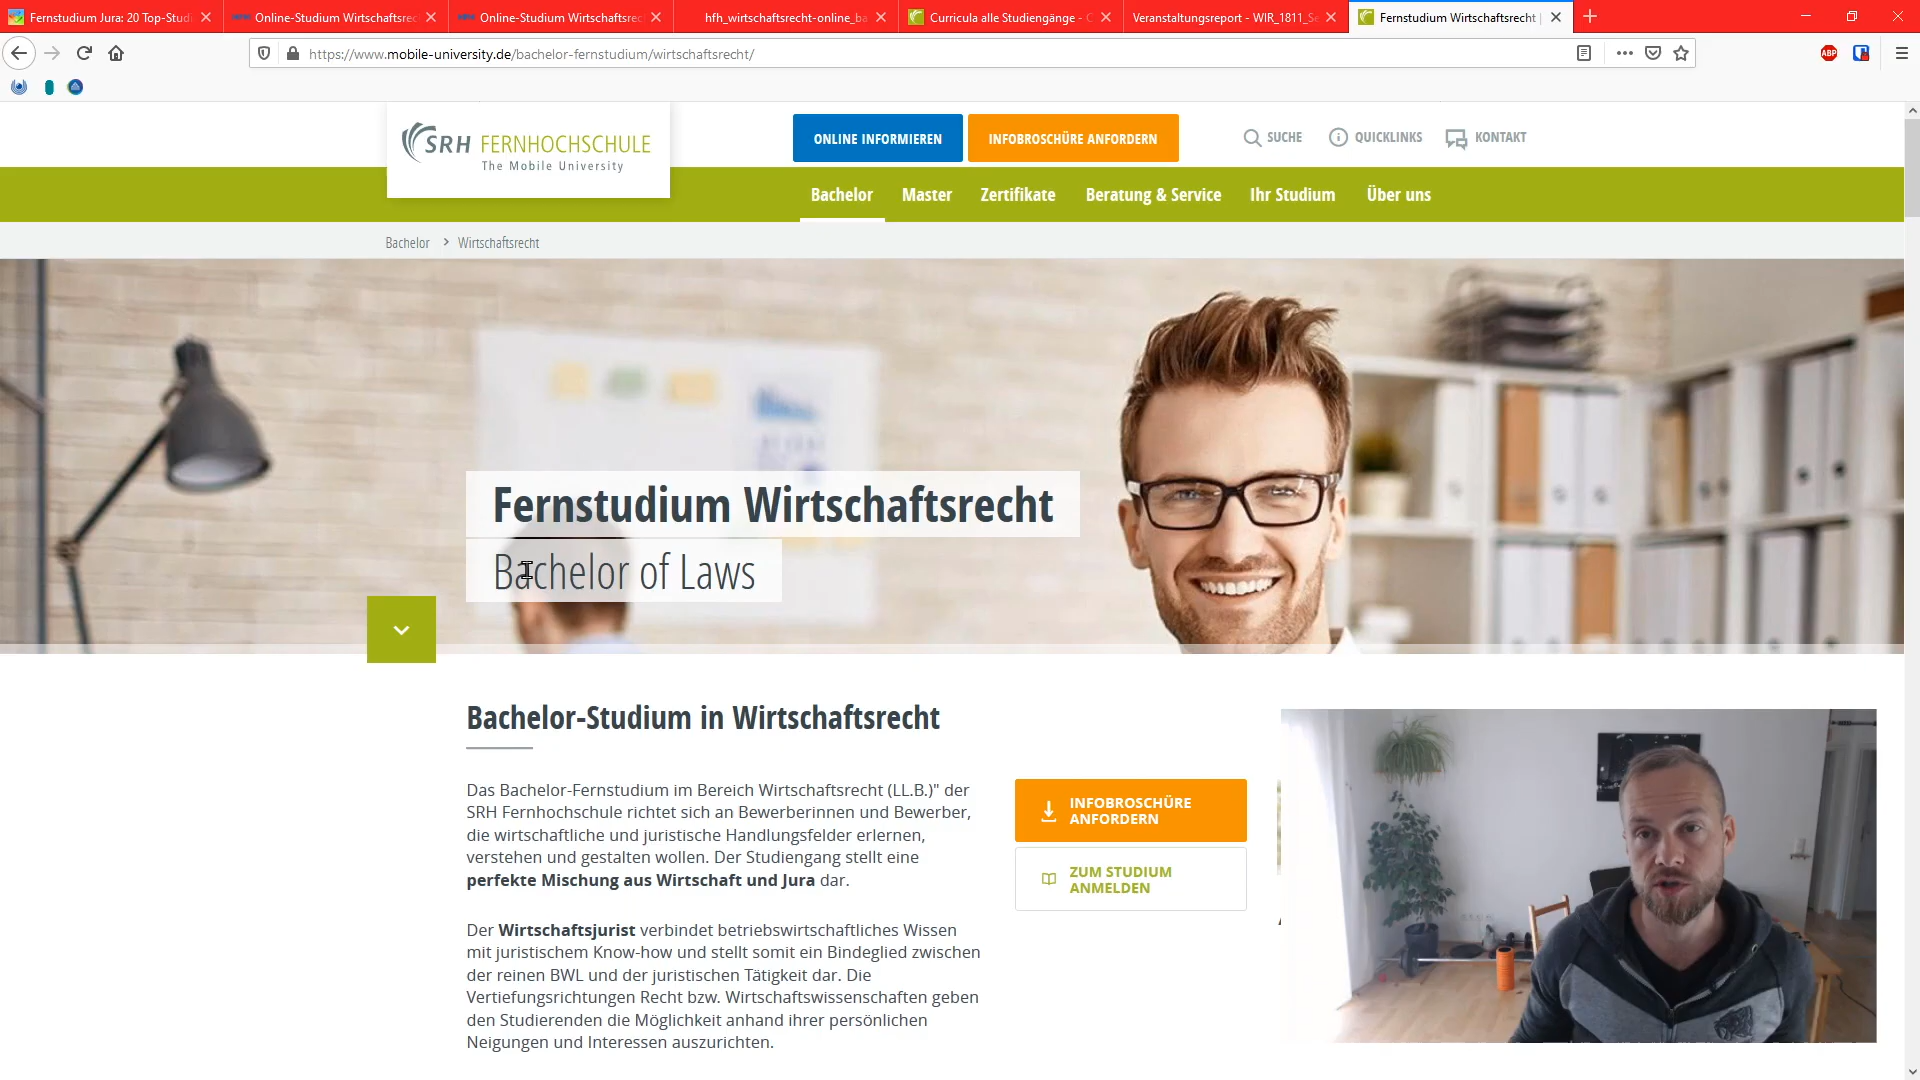 Fernstudium Jura: 20 Top-Studi
Online-Studium Wirtschaftsrec
Online-Studium Wirtschaftsrec
hfh_wirtschaftsrecht-online_ba
Curricula alle Studiengänge - C
Veranstaltungsreport - WIR_1811_Se
Fernstudium Wirtschaftsrecht |
https://www.mobile-university.de/bachelor-fernstudium/wirtschaftsrecht/
ABP
SRH FERNHOCHSCHULE
The Mobile University
ONLINE INFORMIEREN
INFOBROSCHÜRE ANFORDERN
SUCHE
QUICKLINKS
KONTAKT
Bachelor
Master
Zertifikate
Beratung & Service
Ihr Studium
Über uns
Bachelor > Wirtschaftsrecht
Fernstudium Wirtschaftsrecht
Bachelor of Laws
Bachelor-Studium in Wirtschaftsrecht
Das Bachelor-Fernstudium im Bereich Wirtschaftsrecht (LL.B.)" der
SRH Fernhochschule richtet sich an Bewerberinnen und Bewerber,
die wirtschaftliche und juristische Handlungsfelder erlernen,
verstehen und gestalten wollen. Der Studiengang stellt eine
perfekte Mischung aus Wirtschaft und Jura dar.
Der Wirtschaftsjurist verbindet betriebswirtschaftliches Wissen
mit juristischem Know-how und stellt somit ein Bindeglied zwischen
der reinen BWL und der juristischen Tätigkeit dar. Die
Vertiefungsrichtungen Recht bzw. Wirtschaftswissenschaften geben
den Studierenden die Möglichkeit anhand ihrer persönlichen
Neigungen und Interessen auszurichten.
INFOBROSCHÜRE
ANFORDERN
ZUM STUDIUM
ANMELDEN